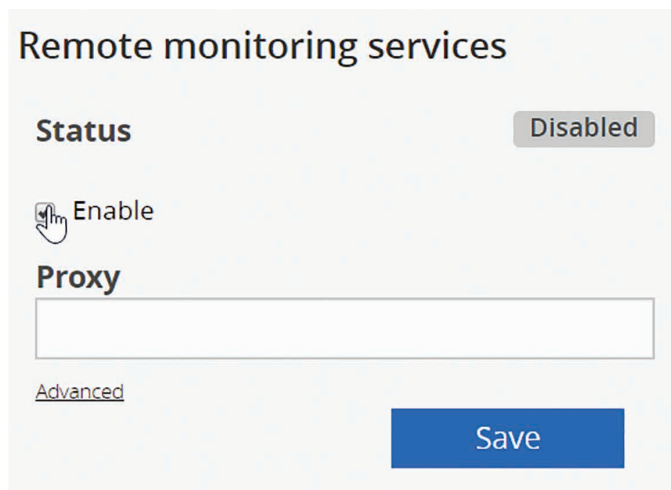 Remote monitoring services
Status Disabled
Enable
Proxy
Advanced
Save